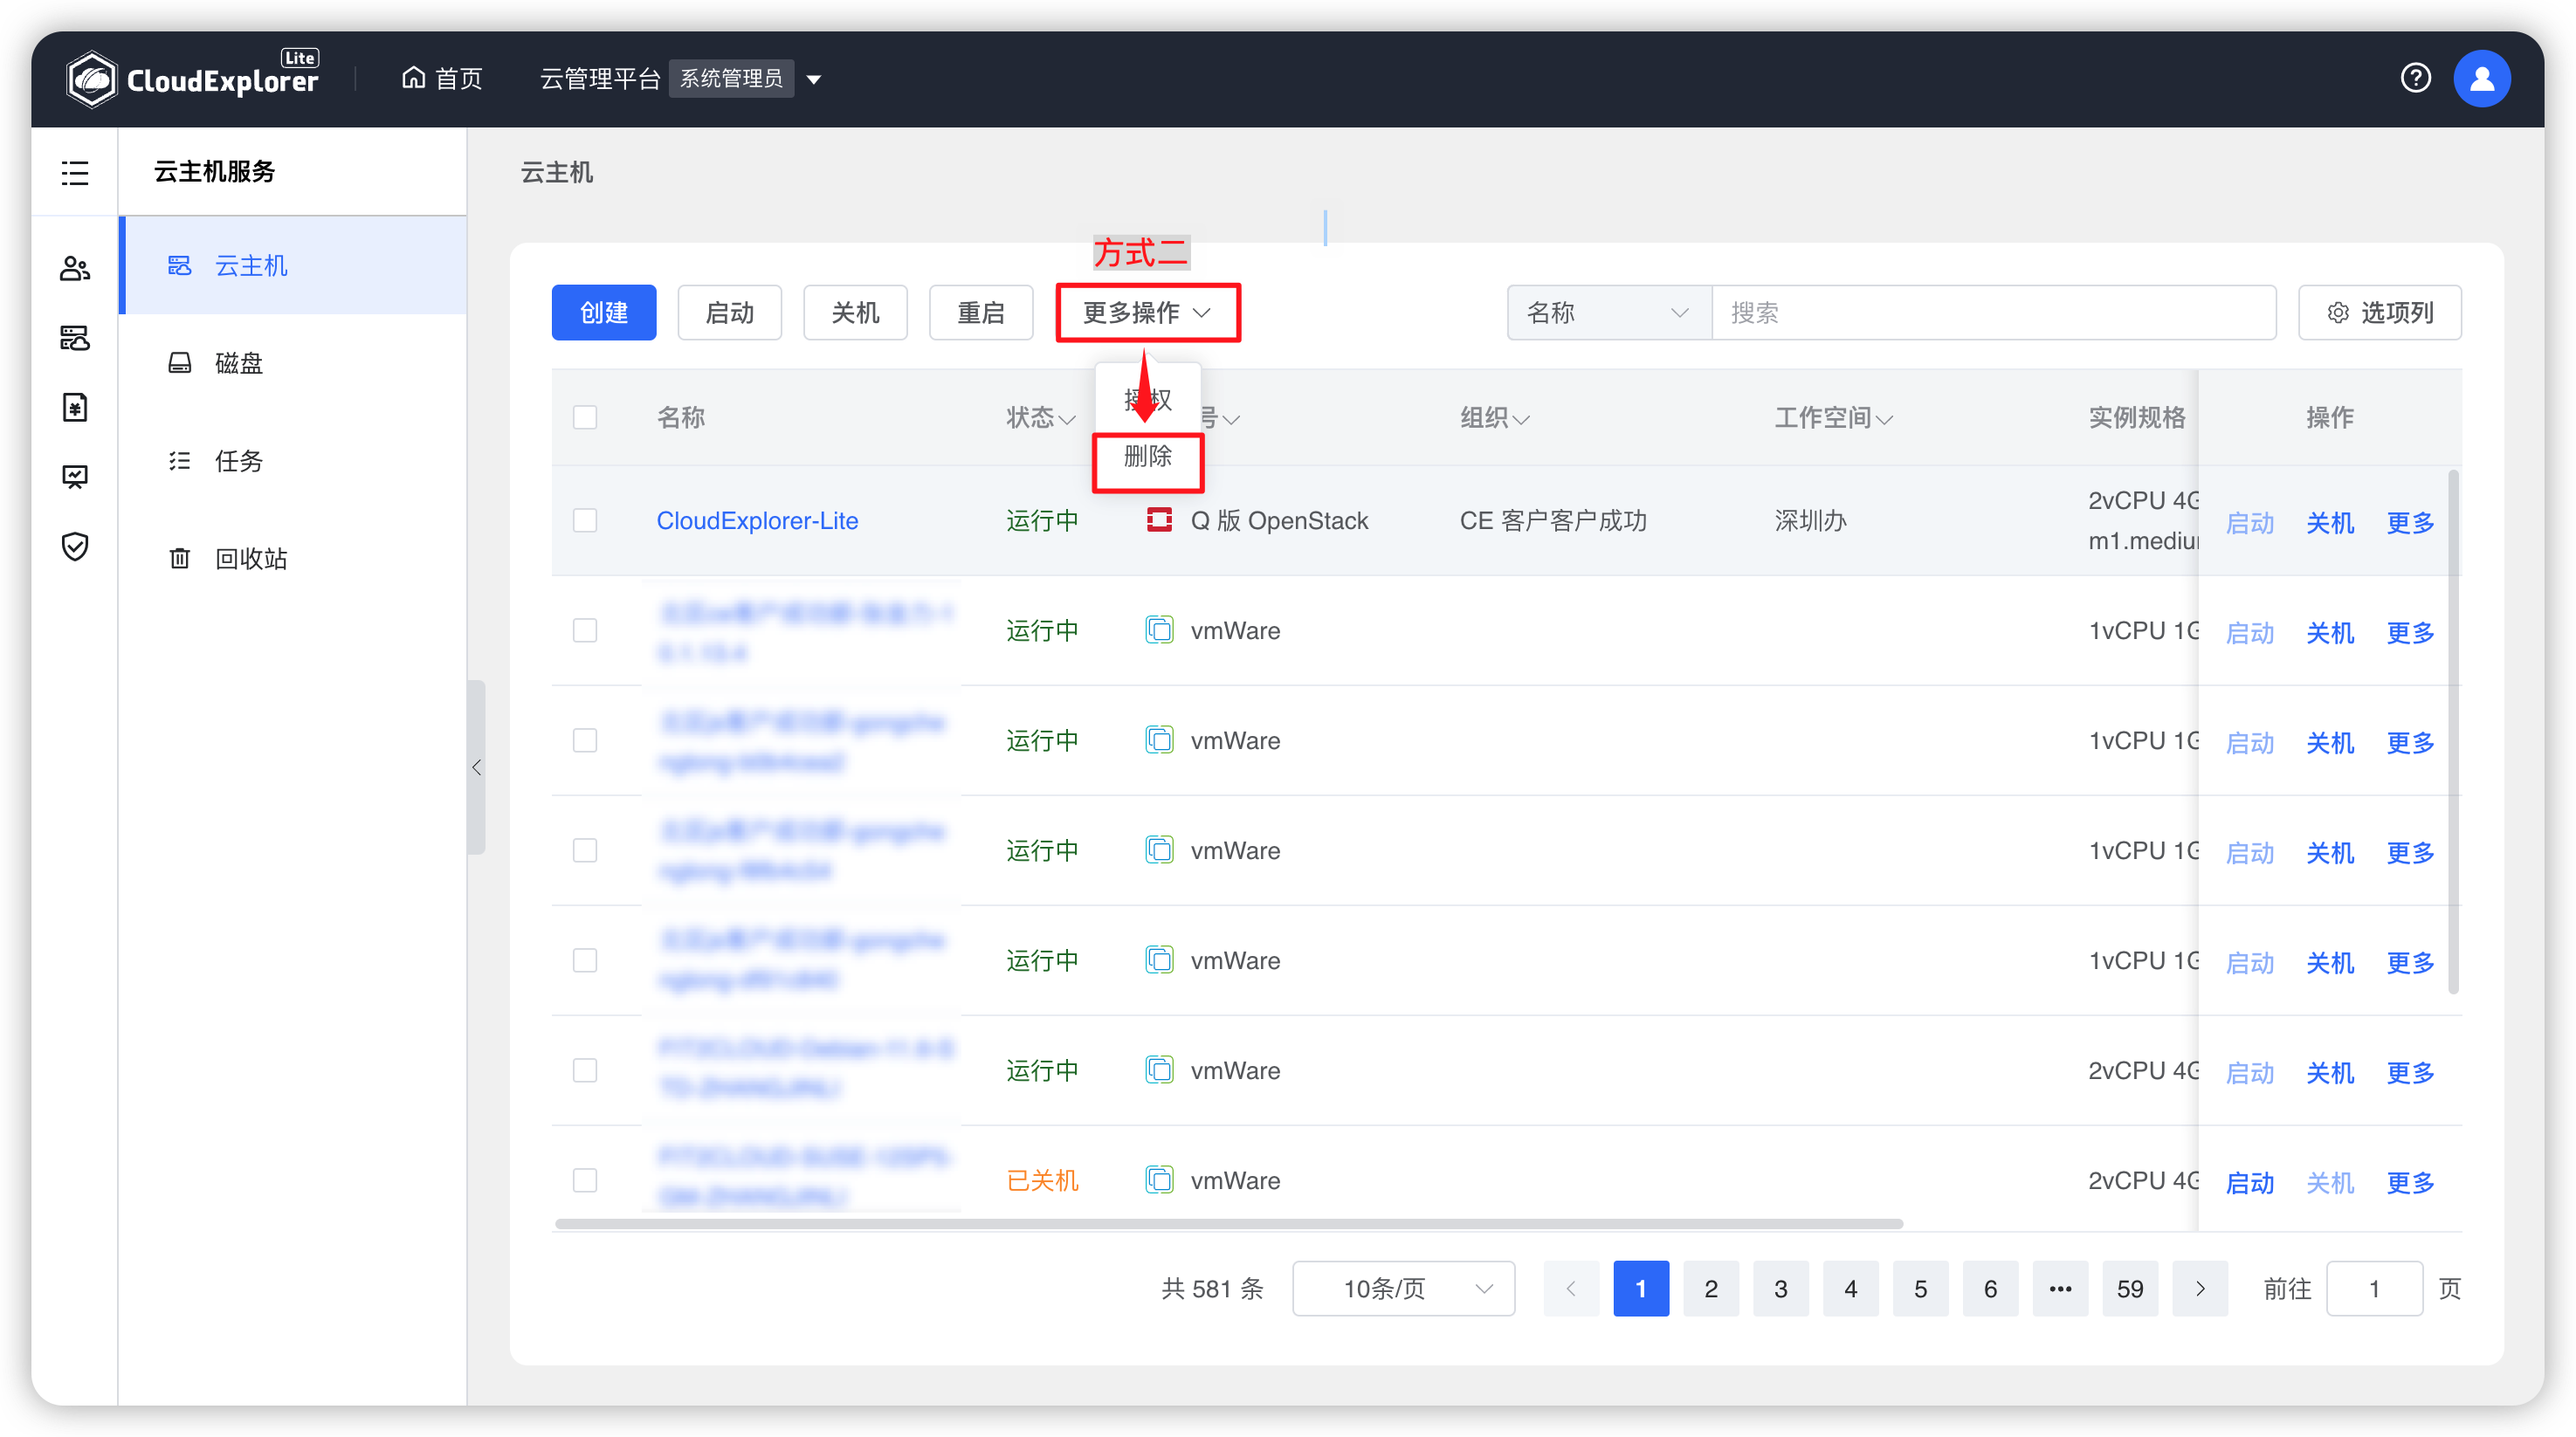 CloudExplorer Lite
首页
云管理平台 系统管理员
云主机服务
云主机
磁盘
任务
回收站
云主机
方式二
创建 启动 关机 重启 更多操作 名称 搜索 选项列
授权
删除
名称 状态 号 组织 工作空间 实例规格 操作
CloudExplorer-Lite 运行中 Q 版 OpenStack CE 客户客户成功 深圳办 2vCPU 4G 启动 关机 更多
m1.mediu
运行中 vmWare 1vCPU 1G 启动 关机 更多
运行中 vmWare 1vCPU 1G 启动 关机 更多
运行中 vmWare 1vCPU 1G 启动 关机 更多
运行中 vmWare 1vCPU 1G 启动 关机 更多
运行中 vmWare 2vCPU 4G 启动 关机 更多
已关机 vmWare 2vCPU 4G 启动 关机 更多
共 581 条 10条/页 1 2 3 4 5 6 ••• 59 前往 1 页